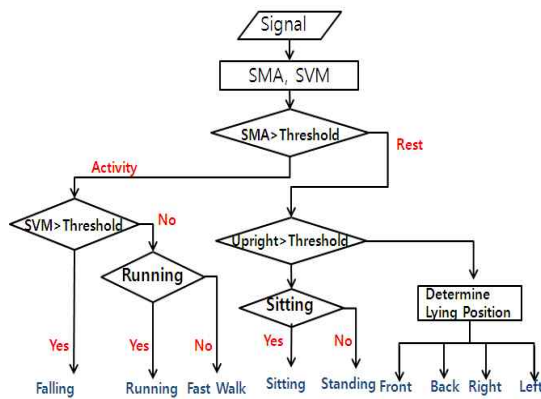 Signal
SMA, SVM
SMA>Threshold
Rest
Activity
SVM>Threshold
No
Upright>Threshold
Running
Sitting
Determine
Lying Position
Yes
Yes
No
Yes
No
Falling
Running
Fast Walk
Sitting
Standing
Front
Back
Right
Left